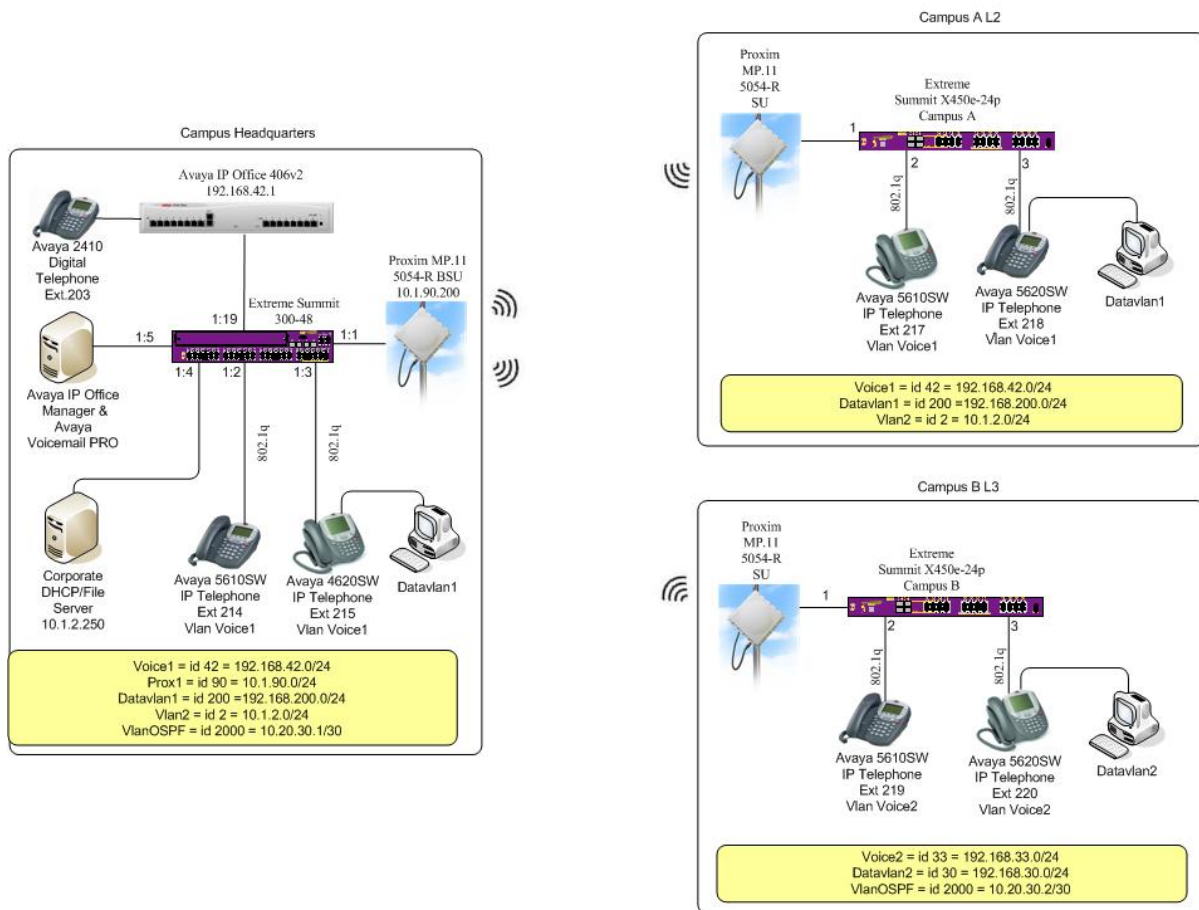 Campus Headquarters
Avaya IP Office 406v2
192.168.42.1
Avaya 2410
Digital
Telephone
Ext.203
Proxim MP.11
5054-R BSU
10.1.90.200
Extreme Summit
300-48
1:19
1:5
1:1
1:4
1:2
1:3
Avaya IP Office
Manager &
Avaya
Voicemail PRO
802.1q
802.1q
Corporate
DHCP/File
Server
10.1.2.250
Avaya 5610SW
IP Telephone
Ext 214
Vlan Voice1
Avaya 4620SW
IP Telephone
Ext 215
Vlan Voice1
Datavlan1
Voice1 = id 42 = 192.168.42.0/24
Prox1 = id 90 = 10.1.90.0/24
Datavlan1 = id 200 =192.168.200.0/24
Vlan2 = id 2 = 10.1.2.0/24
VlanOSPF = id 2000 = 10.20.30.1/30
Campus A L2
Proxim
MP.11
5054-R
SU
Extreme
Summit X450e-24p
Campus A
1
2
3
802.1q
802.1q
Avaya 5610SW
IP Telephone
Ext 217
Vlan Voice1
Avaya 5620SW
IP Telephone
Ext 218
Vlan Voice1
Datavlan1
Voice1 = id 42 = 192.168.42.0/24
Datavlan1 = id 200 =192.168.200.0/24
Vlan2 = id 2 = 10.1.2.0/24
Campus B L3
Proxim
MP.11
5054-R
SU
Extreme
Summit X450e-24p
Campus B
1
2
3
802.1q
802.1q
Avaya 5610SW
IP Telephone
Ext 219
Vlan Voice2
Avaya 5620SW
IP Telephone
Ext 220
Vlan Voice2
Datavlan2
Voice2 = id 33 = 192.168.33.0/24
Datavlan2 = id 30 = 192.168.30.0/24
VlanOSPF = id 2000 = 10.20.30.2/30